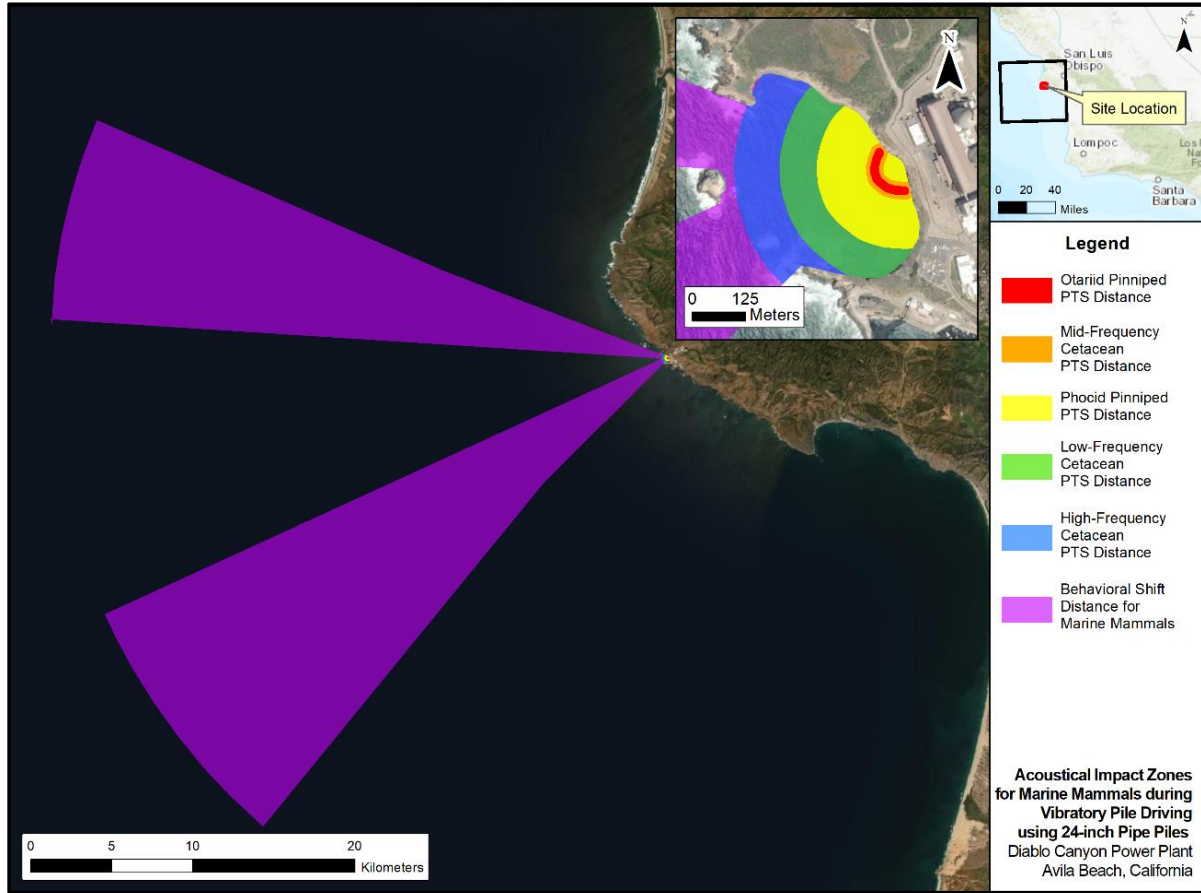 N
0 125
Meters
0 5 10 20
Kilometers
N
San Luis
Obispo
Site Location
Lompoc
Santa
Barbara
0 20 40
Miles
Legend
Otariid Pinniped
PTS Distance
Mid-Frequency
Cetacean
PTS Distance
Phocid Pinniped
PTS Distance
Low-Frequency
Cetacean
PTS Distance
High-Frequency
Cetacean
PTS Distance
Behavioral Shift
Distance for
Marine Mammals
Acoustical Impact Zones
for Marine Mammals during
Vibratory Pile Driving
using 24-inch Pipe Piles
Diablo Canyon Power Plant
Avila Beach, California